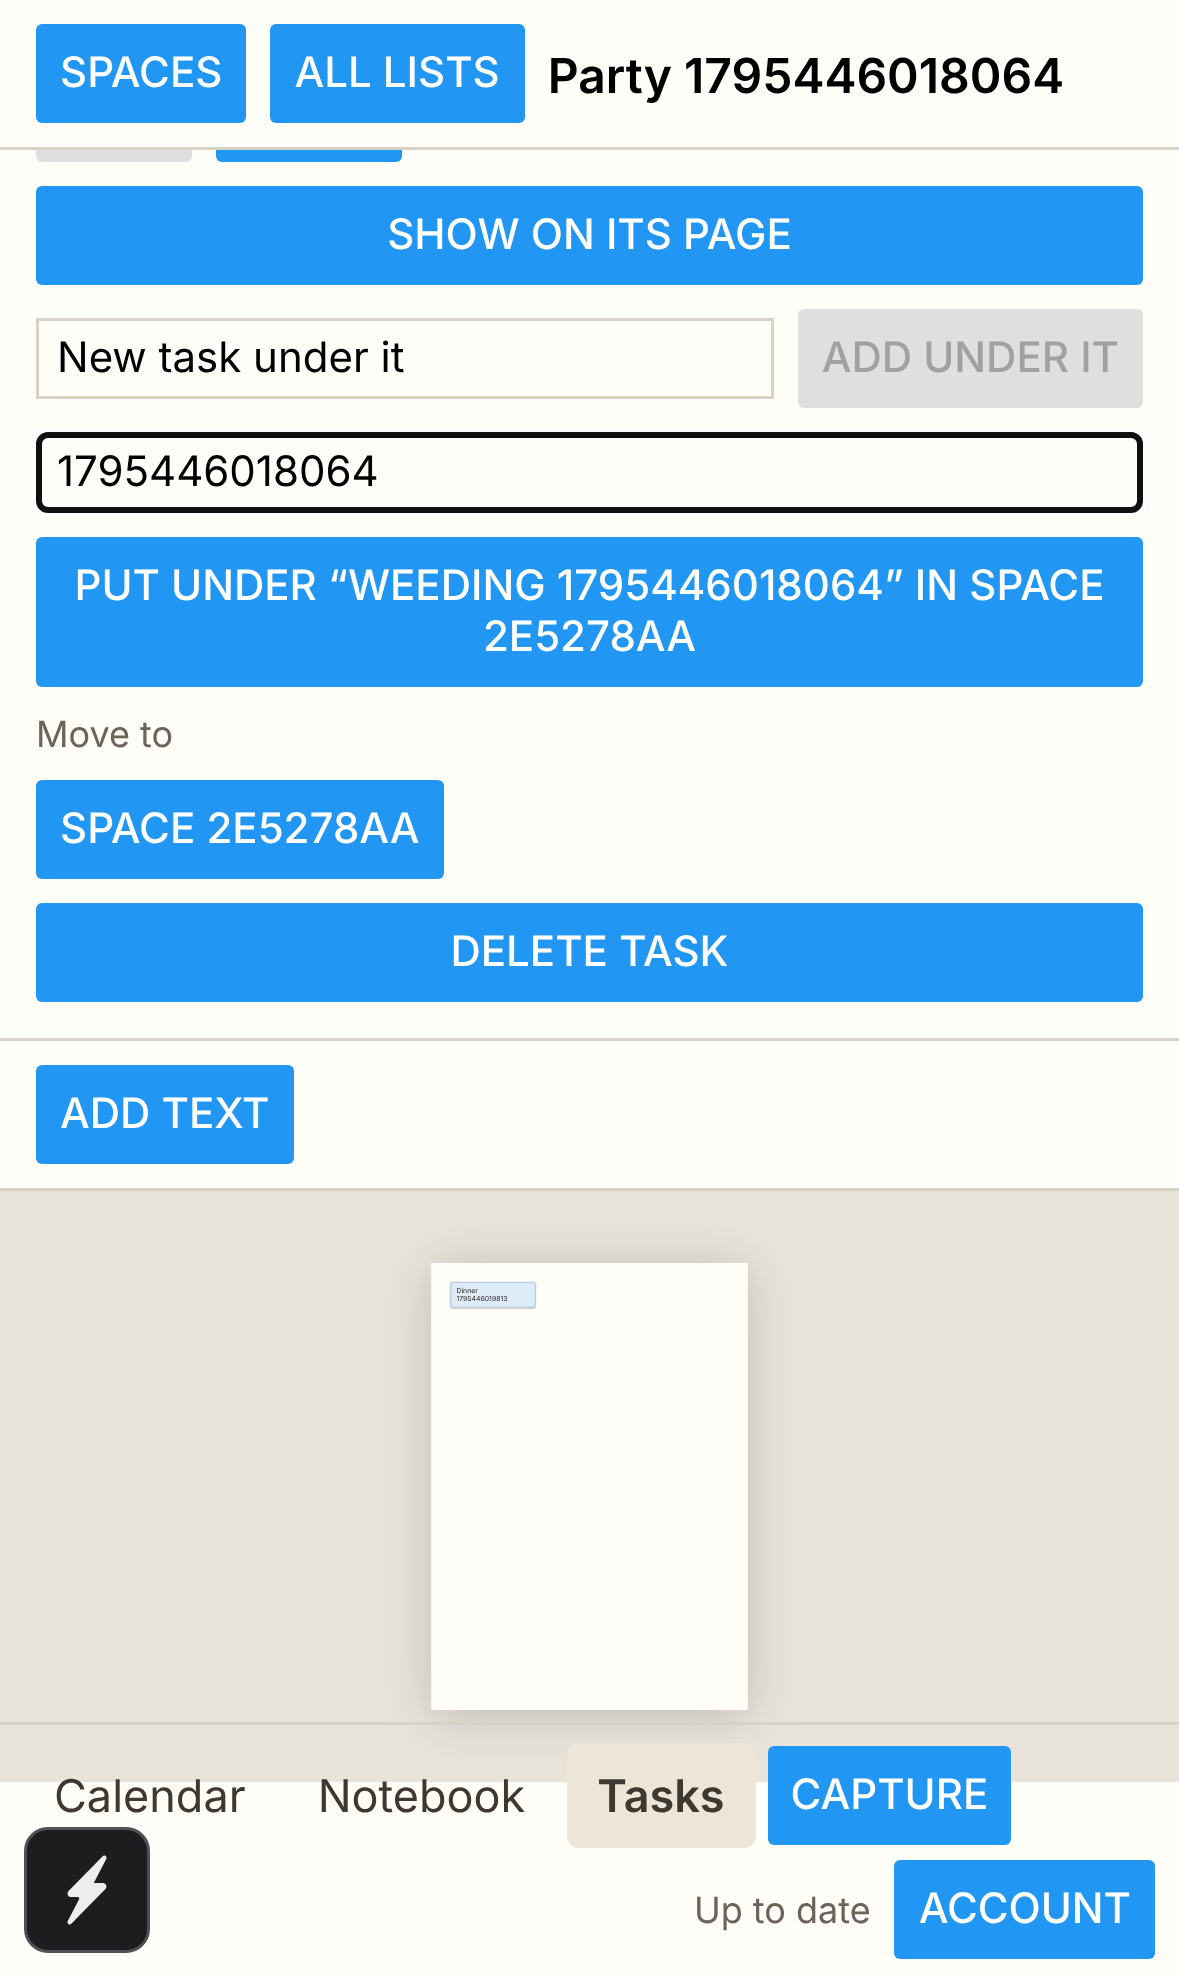 SPACES ALL LISTS Party 1795446018064
SHOW ON ITS PAGE
New task under it ADD UNDER IT
1795446018064
PUT UNDER “WEEDING 1795446018064” IN SPACE
2E5278AA
Move to
SPACE 2E5278AA
DELETE TASK
ADD TEXT
Dinner
1795446019813
Calendar Notebook Tasks CAPTURE
Up to date ACCOUNT